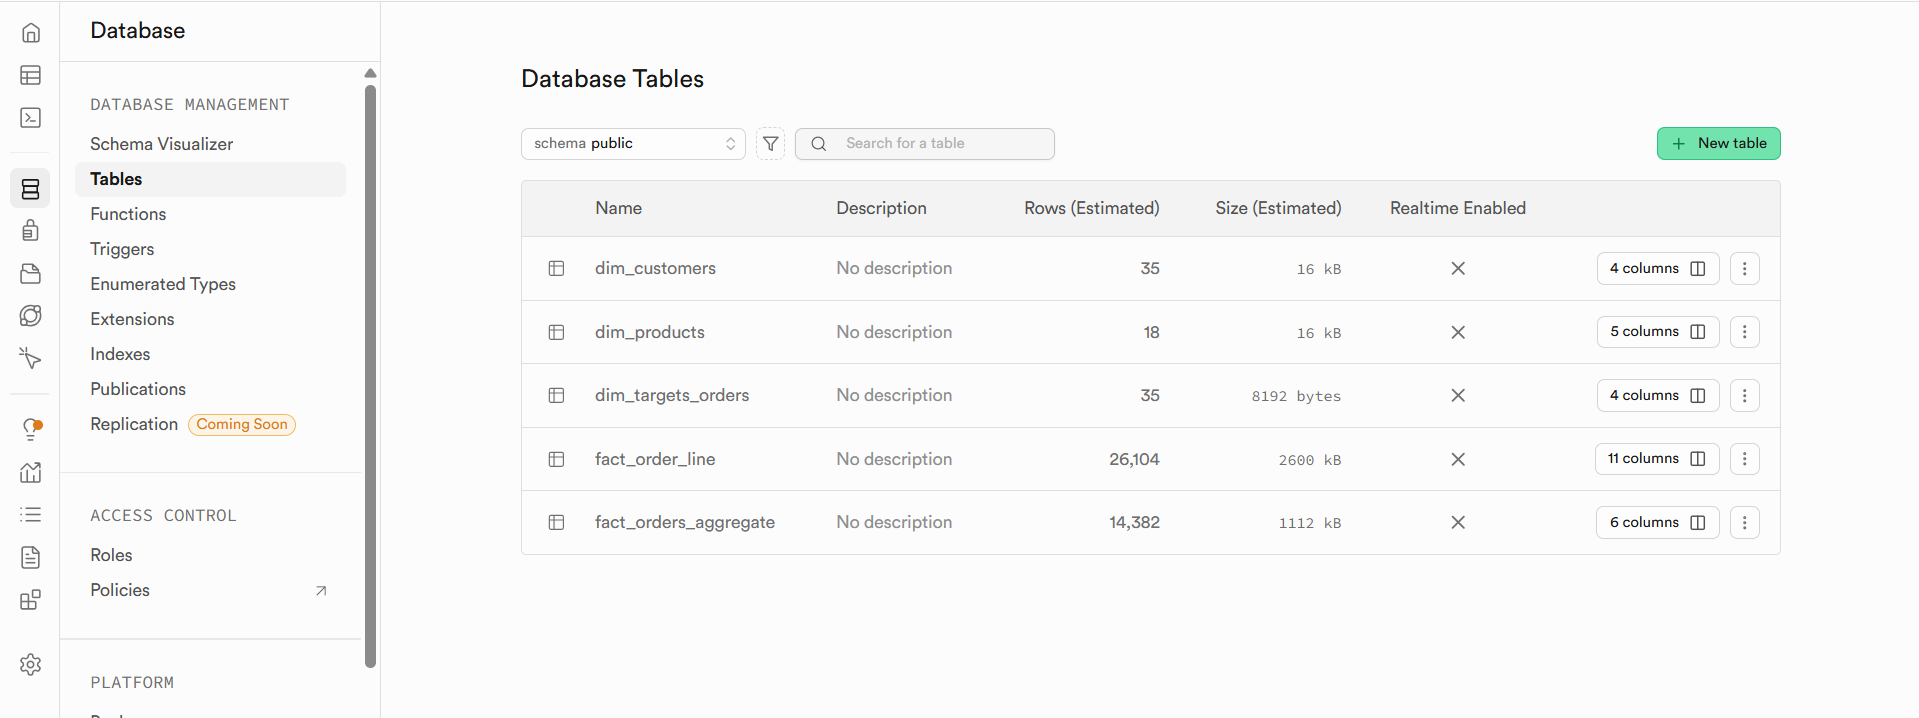 Database
DATABASE MANAGEMENT
Schema Visualizer
Tables
Functions
Triggers
Enumerated Types
Extensions
Indexes
Publications
Replication Coming Soon
ACCESS CONTROL
Roles
Policies
PLATFORM
Database Tables
schema public
Search for a table
New table
Name Description Rows (Estimated) Size (Estimated) Realtime Enabled
dim_customers No description 35 16 kB 4 columns
dim_products No description 18 16 kB 5 columns
dim_targets_orders No description 35 8192 bytes 4 columns
fact_order_line No description 26,104 2600 kB 11 columns
fact_orders_aggregate No description 14,382 1112 kB 6 columns